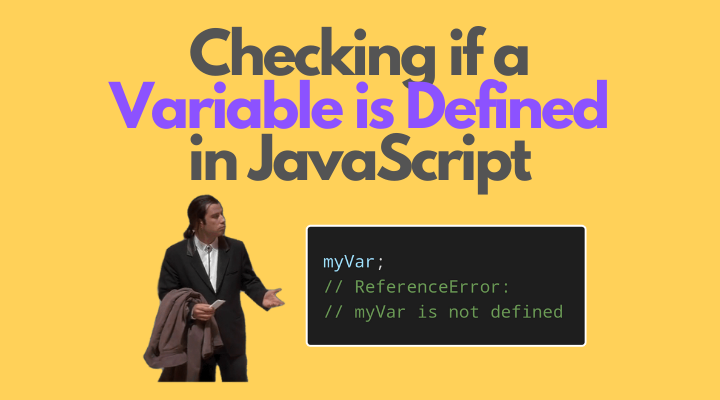 Checking if a
Variable is Defined
in JavaScript
myVar;
// ReferenceError:
// myVar is not defined